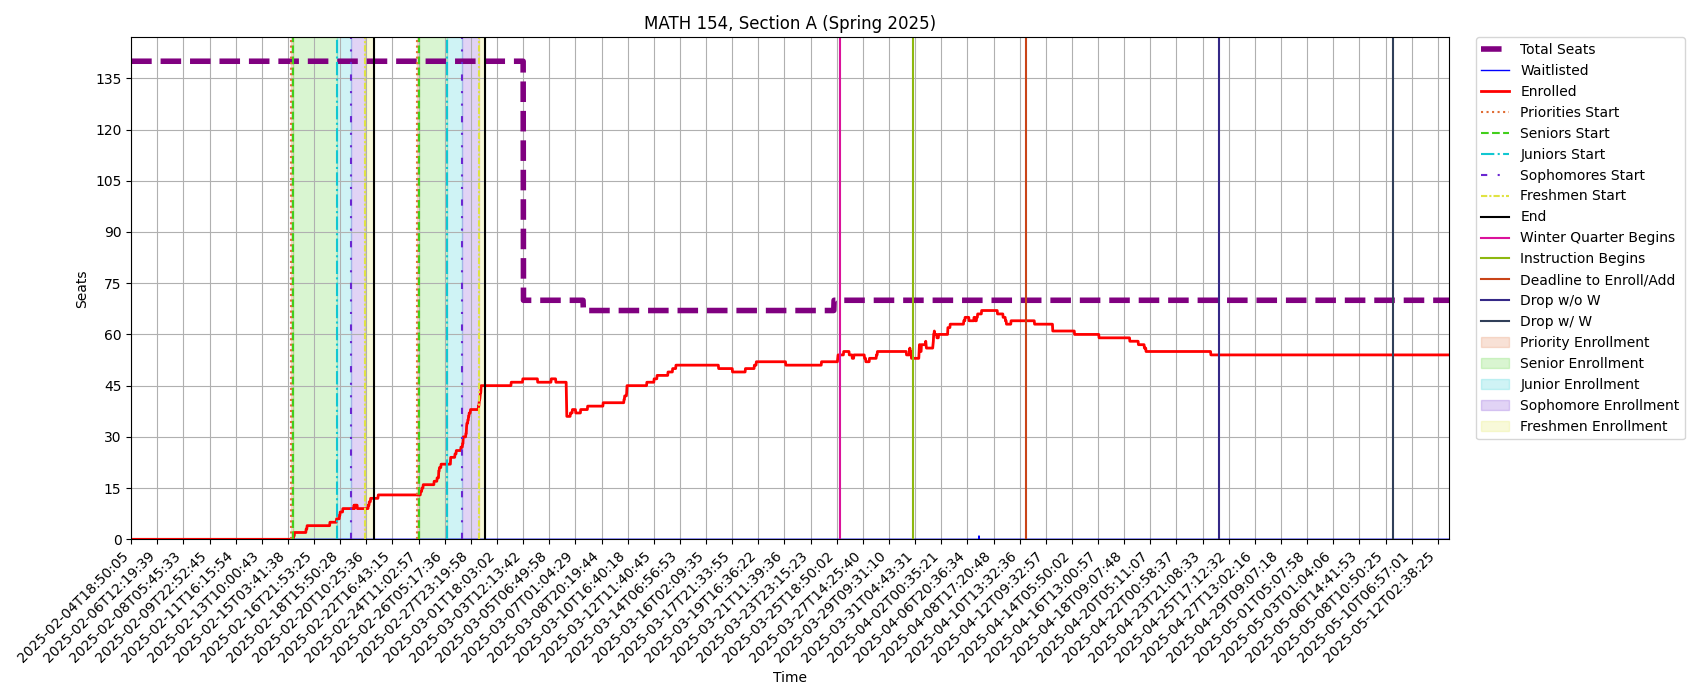 MATH 154, Section A (Spring 2025)
Seats
135
120
105
90
75
60
45
30
15
0
2025-02-04T18:50:05
2025-02-06T12:19:39
2025-02-08T05:45:33
2025-02-09T22:52:45
2025-02-11T16:15:54
2025-02-13T10:00:43
2025-02-15T03:41:38
2025-02-16T21:53:25
2025-02-18T15:50:28
2025-02-20T10:25:36
2025-02-22T16:43:15
2025-02-24T11:02:57
2025-02-26T05:17:36
2025-02-27T23:19:58
2025-03-01T18:03:02
2025-03-03T12:13:42
2025-03-05T06:49:58
2025-03-07T01:04:29
2025-03-08T20:19:44
2025-03-10T16:40:18
2025-03-12T11:40:45
2025-03-14T06:56:53
2025-03-16T02:09:35
2025-03-17T21:33:55
2025-03-19T16:36:22
2025-03-21T11:39:36
2025-03-23T23:15:23
2025-03-25T18:50:02
2025-03-27T14:25:40
2025-03-29T09:31:10
2025-03-31T04:43:31
2025-04-02T00:35:21
2025-04-06T20:36:34
2025-04-08T17:20:48
2025-04-10T13:32:36
2025-04-12T09:32:57
2025-04-14T05:50:02
2025-04-16T13:00:57
2025-04-18T09:07:48
2025-04-20T05:11:07
2025-04-22T00:58:37
2025-04-23T21:08:33
2025-04-25T17:12:32
2025-04-27T13:02:16
2025-04-29T09:07:18
2025-05-01T05:07:58
2025-05-03T01:04:06
2025-05-06T14:41:53
2025-05-08T10:50:25
2025-05-10T06:57:01
2025-05-12T02:38:25
Time
Total Seats
Waitlisted
Enrolled
Priorities Start
Seniors Start
Juniors Start
Sophomores Start
Freshmen Start
End
Winter Quarter Begins
Instruction Begins
Deadline to Enroll/Add
Drop w/o W
Drop w/ W
Priority Enrollment
Senior Enrollment
Junior Enrollment
Sophomore Enrollment
Freshmen Enrollment